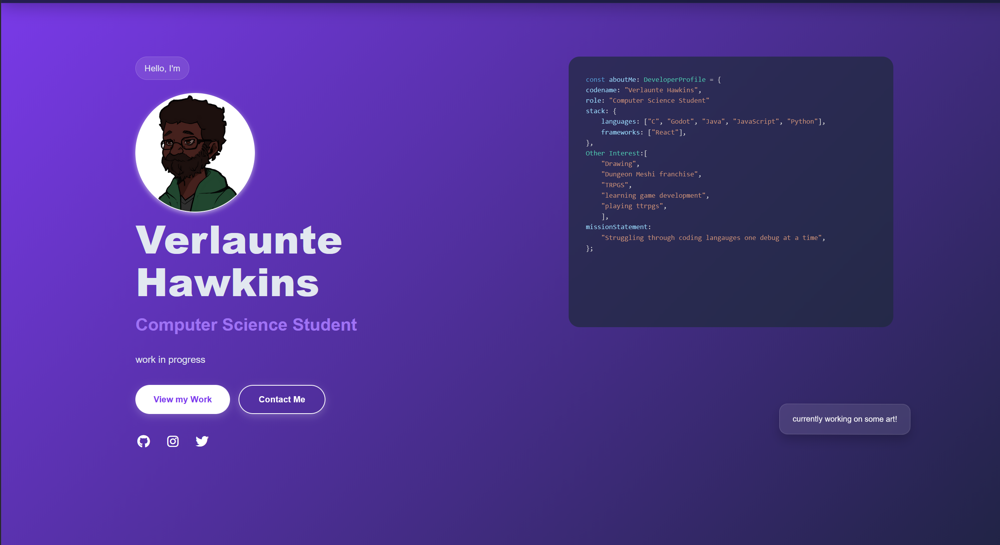 Hello, I'm
Verlaunte
Hawkins
Computer Science Student
work in progress
View my Work
Contact Me
const aboutMe: DeveloperProfile = {
codename: "Verlaunte Hawkins",
role: "Computer Science Student"
stack: {
    languages: ["C", "Godot", "Java", "JavaScript", "Python"],
    frameworks: ["React"],
},
Other Interest:[
    "Drawing",
    "Dungeon Meshi franchise",
    "TRPGS",
    "learning game development",
    "playing ttrpgs",
    ],
missionStatement:
    "Struggling through coding langauges one debug at a time",
};
currently working on some art!